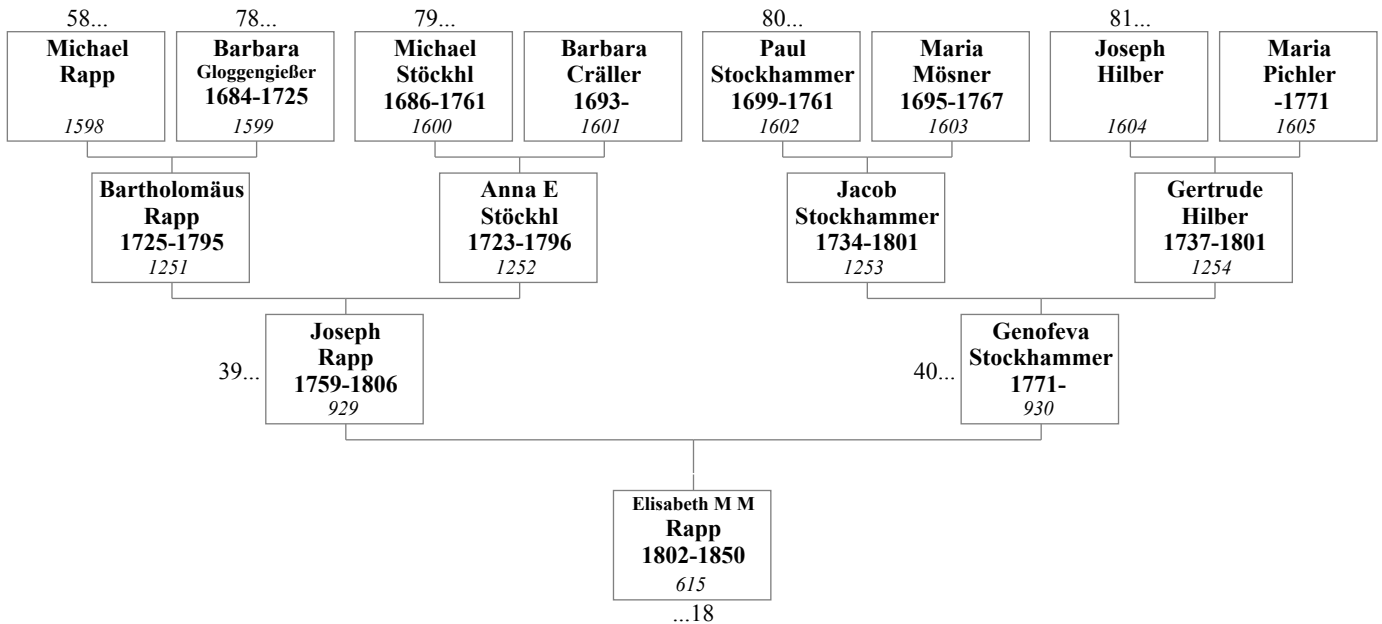 58...
78...
79...
80...
81...
Michael
Rapp
1598
Barbara
Gloggengießer
1684-1725
1599
Michael
Stöckhl
1686-1761
1600
Barbara
Cräller
1693-
1601
Paul
Stockhammer
1699-1761
1602
Maria
Mösner
1695-1767
1603
Joseph
Hilber
1604
Maria
Pichler
-1771
1605
Bartholomäus
Rapp
1725-1795
1251
Anna E
Stöckhl
1723-1796
1252
Jacob
Stockhammer
1734-1801
1253
Gertrude
Hilber
1737-1801
1254
39...
Joseph
Rapp
1759-1806
929
40...
Genofeva
Stockhammer
1771-
930
Elisabeth M M
Rapp
1802-1850
615
...18